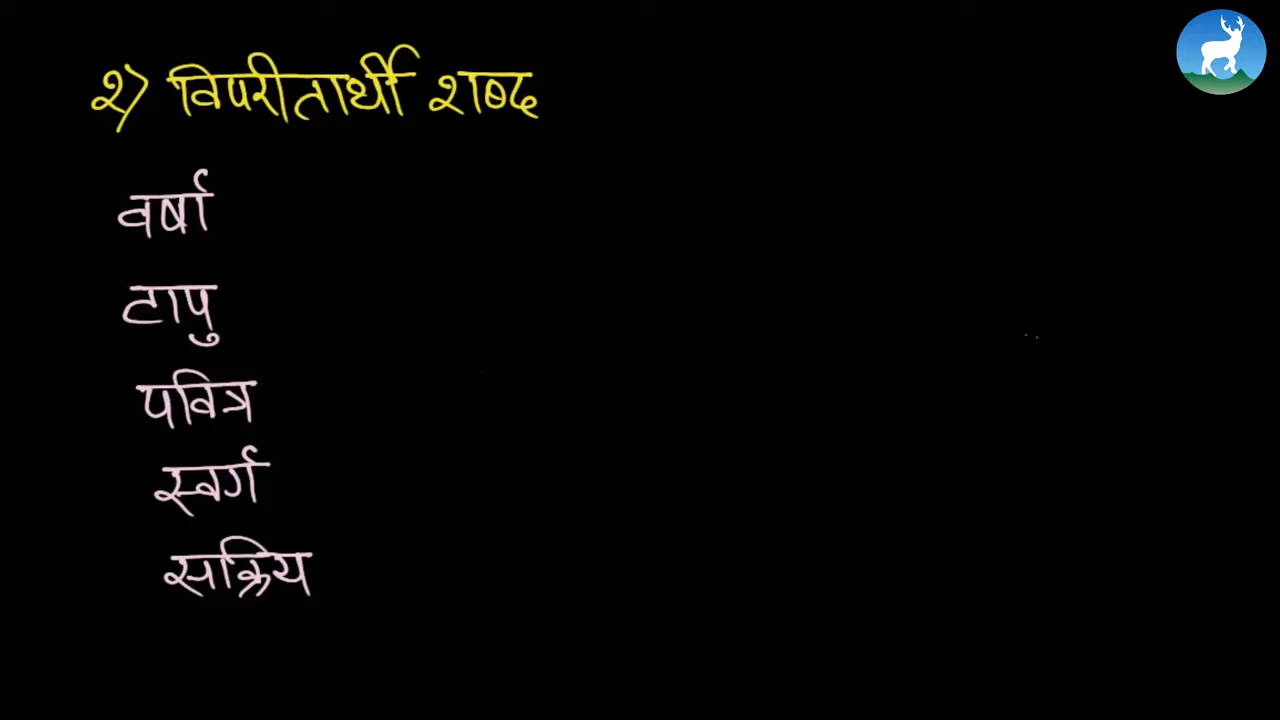 २) विपरीतार्थी शब्द
वर्षा
टापु
पवित्र
स्वर्ग
सक्रिय